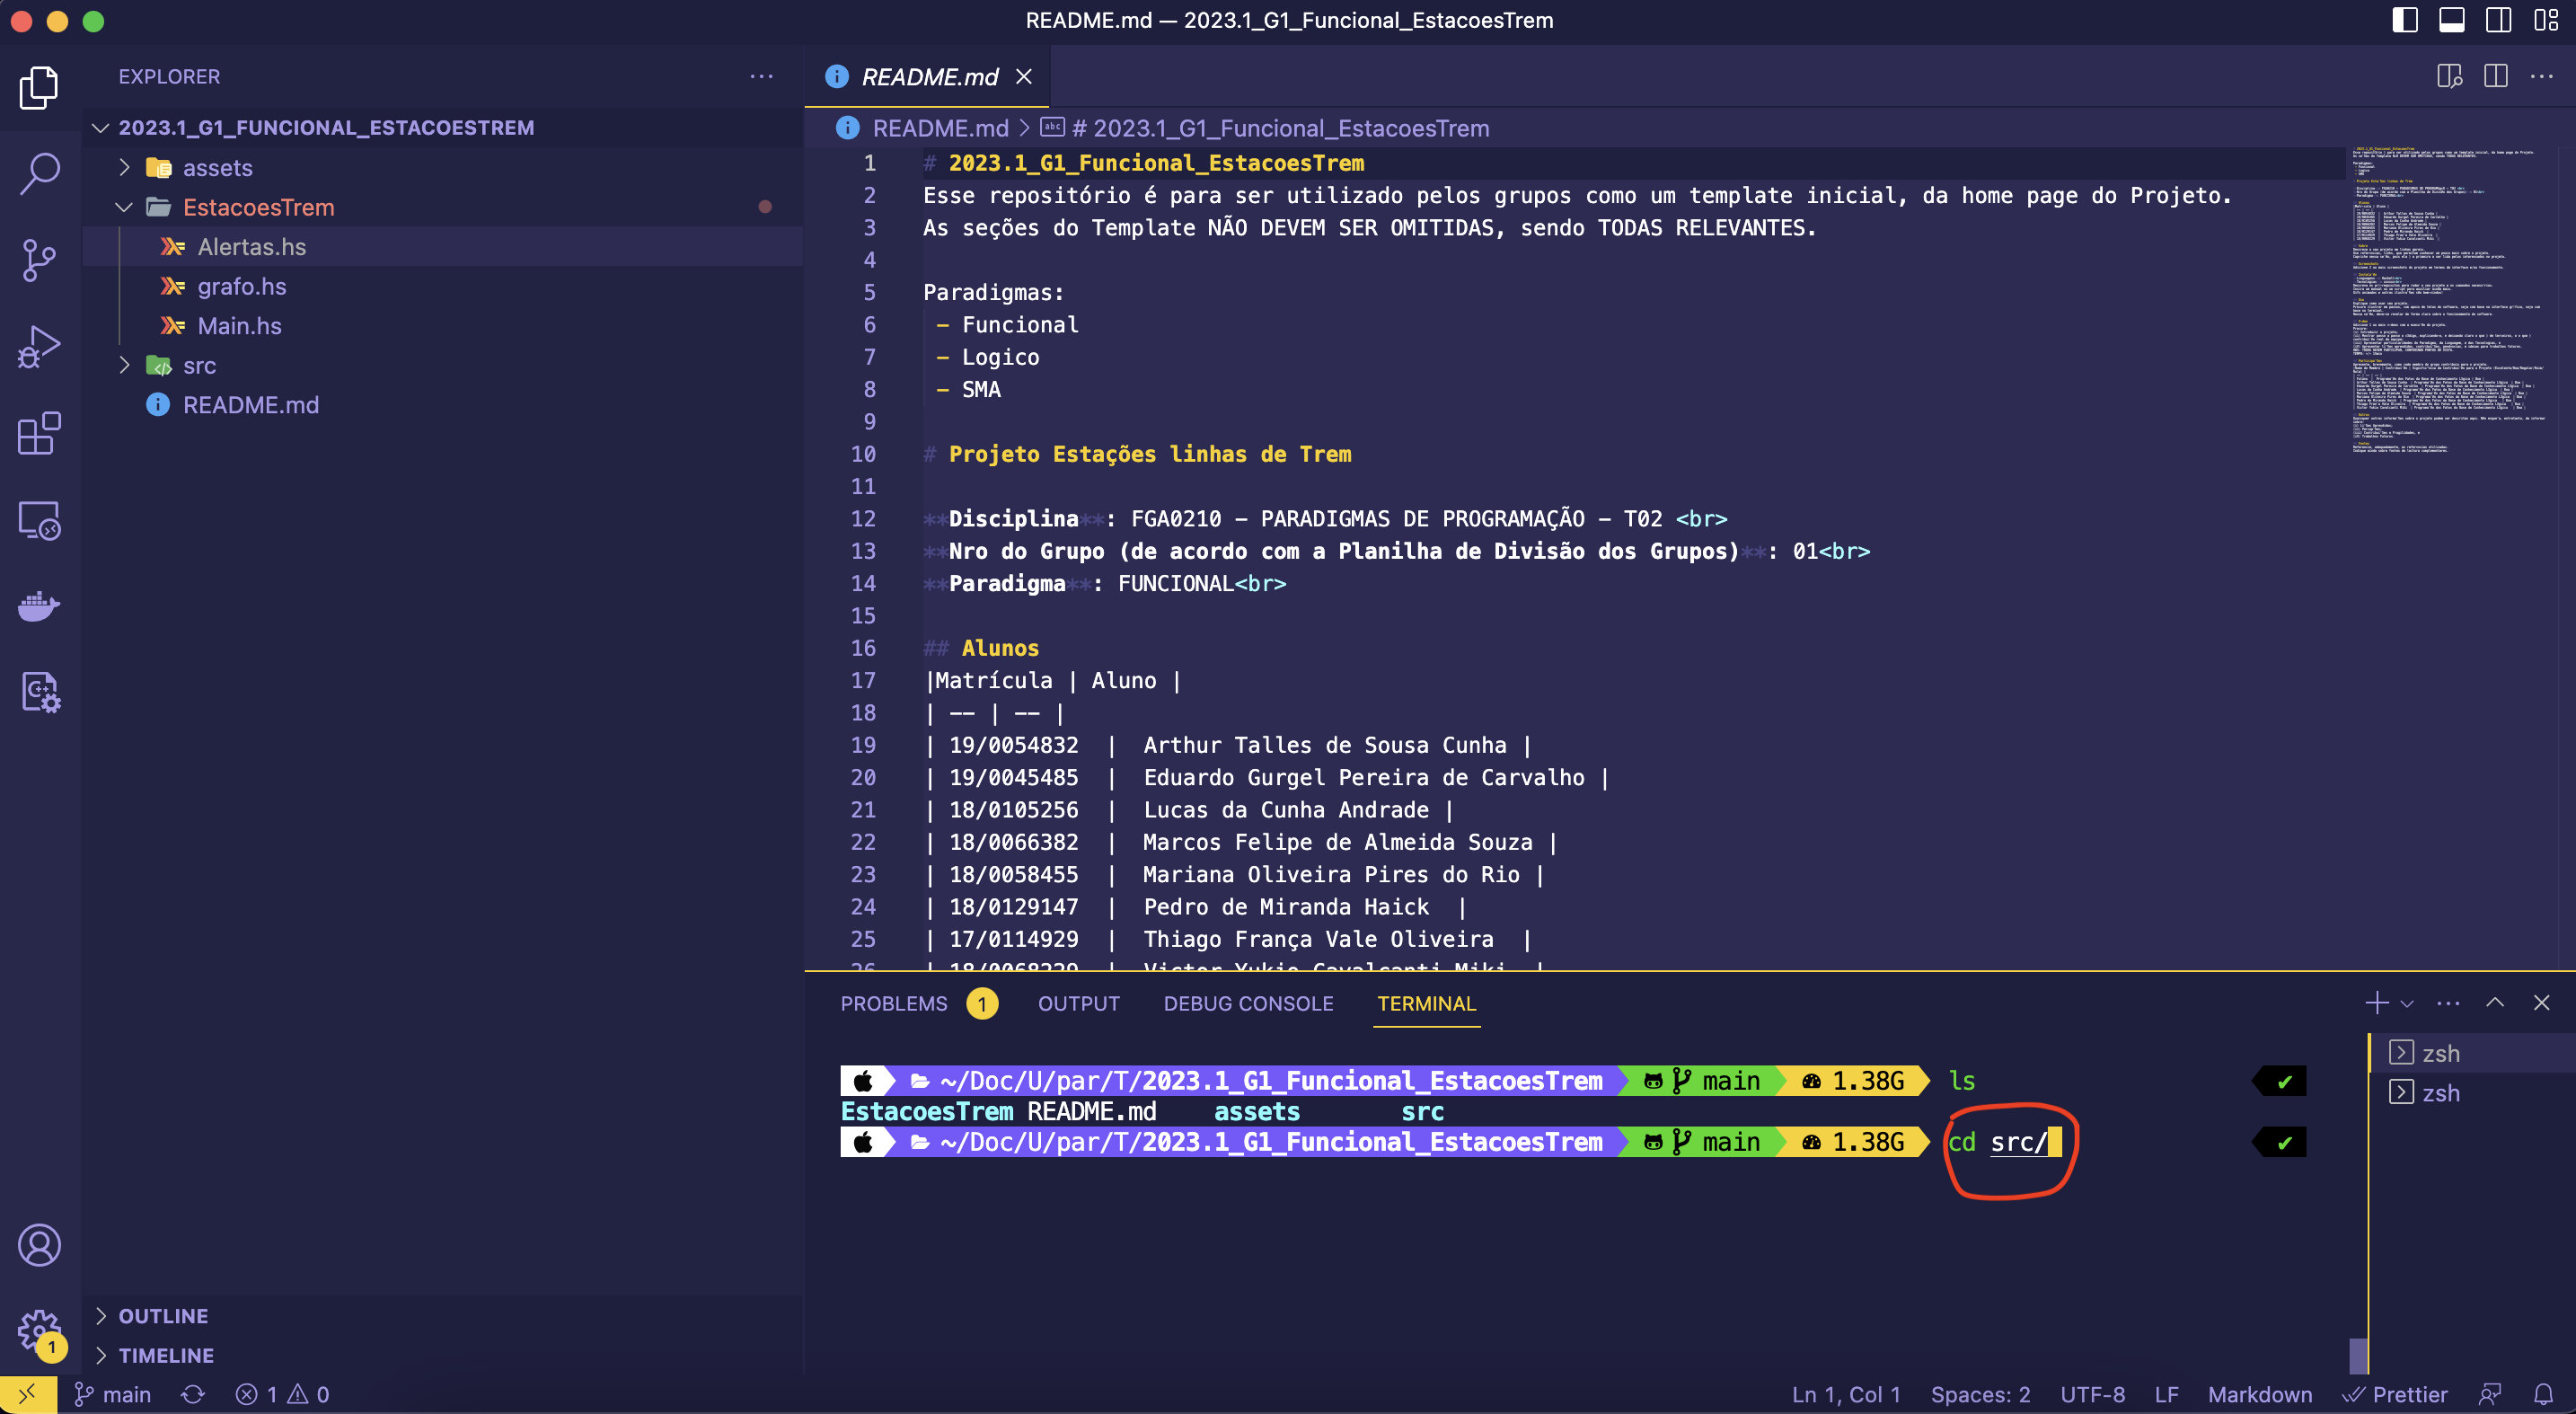 README.md — 2023.1_G1_Funcional_EstacoesTrem
EXPLORER
2023.1_G1_FUNCIONAL_ESTACOESTREM
assets
EstacoesTrem
Alertas.hs
grafo.hs
Main.hs
src
README.md
OUTLINE
TIMELINE
README.md
README.md > # 2023.1_G1_Funcional_EstacoesTrem
1 # 2023.1_G1_Funcional_EstacoesTrem
2 Esse repositório é para ser utilizado pelos grupos como um template inicial, da home page do Projeto.
3 As seções do Template NÃO DEVEM SER OMITIDAS, sendo TODAS RELEVANTES.
4
5 Paradigmas:
6 - Funcional
7 - Logico
8 - SMA
9
10 # Projeto Estações linhas de Trem
11
12 **Disciplina**: FGA0210 - PARADIGMAS DE PROGRAMAÇÃO - T02 <br>
13 **Nro do Grupo (de acordo com a Planilha de Divisão dos Grupos)**: 01<br>
14 **Paradigma**: FUNCIONAL<br>
15
16 ## Alunos
17 |Matrícula | Aluno |
18 | -- | -- |
19 | 19/0054832 | Arthur Talles de Sousa Cunha |
20 | 19/0045485 | Eduardo Gurgel Pereira de Carvalho |
21 | 18/0105256 | Lucas da Cunha Andrade |
22 | 18/0066382 | Marcos Felipe de Almeida Souza |
23 | 18/0058455 | Mariana Oliveira Pires do Rio |
24 | 18/0129147 | Pedro de Miranda Haick |
25 | 17/0114929 | Thiago França Vale Oliveira |
26 | 18/0068229 | Victor Yukio Cavalcanti Miki |
PROBLEMS 1 OUTPUT DEBUG CONSOLE TERMINAL
~/Doc/U/par/T/2023.1_G1_Funcional_EstacoesTrem main 1.38G ls
EstacoesTrem README.md assets src
~/Doc/U/par/T/2023.1_G1_Funcional_EstacoesTrem main 1.38G cd src/
zsh
zsh
1
main 1 0 Ln 1, Col 1 Spaces: 2 UTF-8 LF Markdown Prettier